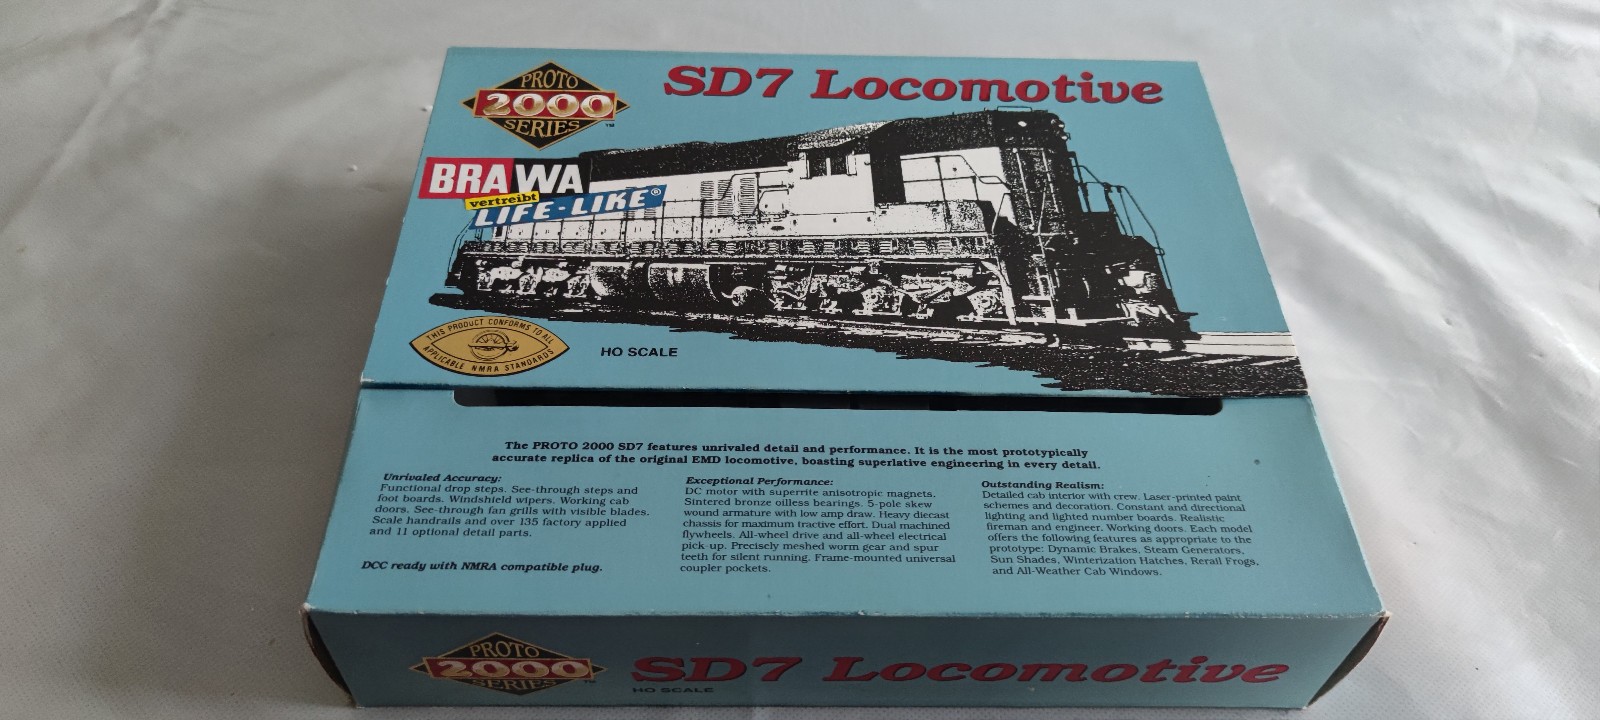 PROTO
2000
SERIES™
SD7 Locomotive
BRAWA
vertreibt
LIFE-LIKE®
THIS PRODUCT CONFORMS TO ALL
APPLICABLE NMRA STANDARDS
HO SCALE
The PROTO 2000 SD7 features unrivaled detail and performance. It is the most prototypically
accurate replica of the original EMD locomotive, boasting superlative engineering in every detail.
Unrivaled Accuracy:
Functional drop steps. See-through steps and
foot boards. Windshield wipers. Working cab
doors. See-through fan grills with visible blades.
Scale handrails and over 135 factory applied
and 11 optional detail parts.
DCC ready with NMRA compatible plug.
Exceptional Performance:
DC motor with superrite anisotropic magnets.
Sintered bronze oilless bearings. 5-pole skew
wound armature with low amp draw. Heavy diecast
chassis for maximum tractive effort. Dual machined
flywheels. All-wheel drive and all-wheel electrical
pick-up. Precisely meshed worm gear and spur
teeth for silent running. Frame-mounted universal
coupler pockets.
Outstanding Realism:
Detailed cab interior with crew. Laser-printed paint
schemes and decoration. Constant and directional
lighting and lighted number boards. Realistic
fireman and engineer. Working doors. Each model
offers the following features as appropriate to the
prototype: Dynamic Brakes, Steam Generators,
Sun Shades, Winterization Hatches, Rerail Frogs,
and All-Weather Cab Windows.
PROTO
2000
SERIES™
SD7 Locomotive
HO SCALE